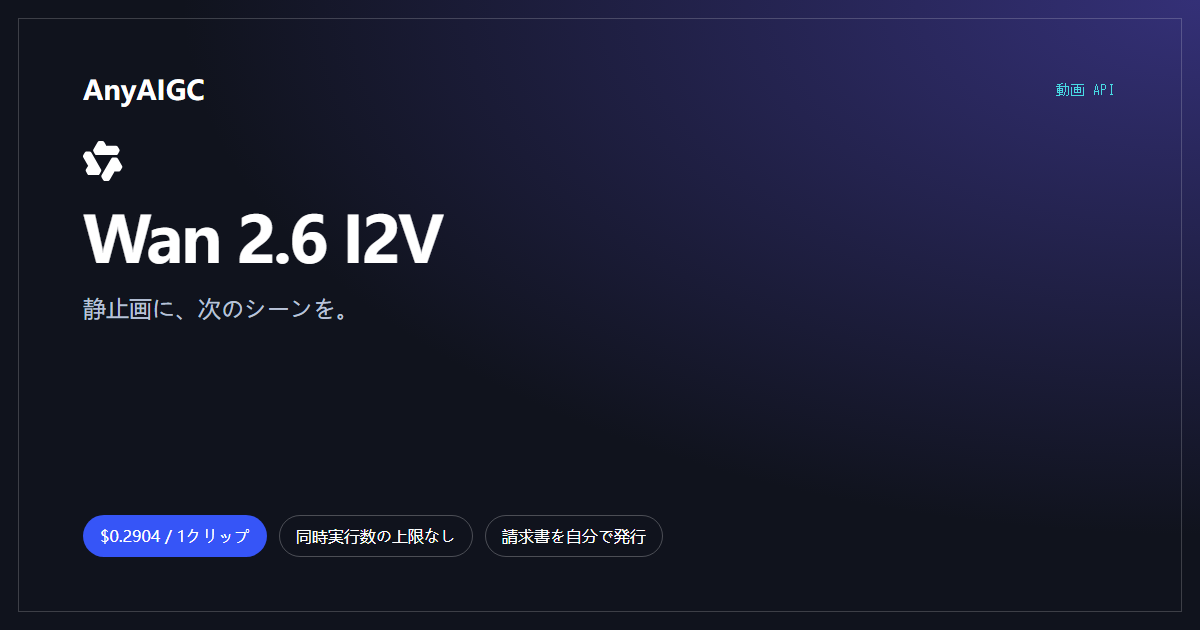 AnyAIGC
動画 API
Wan 2.6 I2V
静止画に、次のシーンを。
$0.2904 / 1クリップ
同時実行数の上限なし
請求書を自分で発行